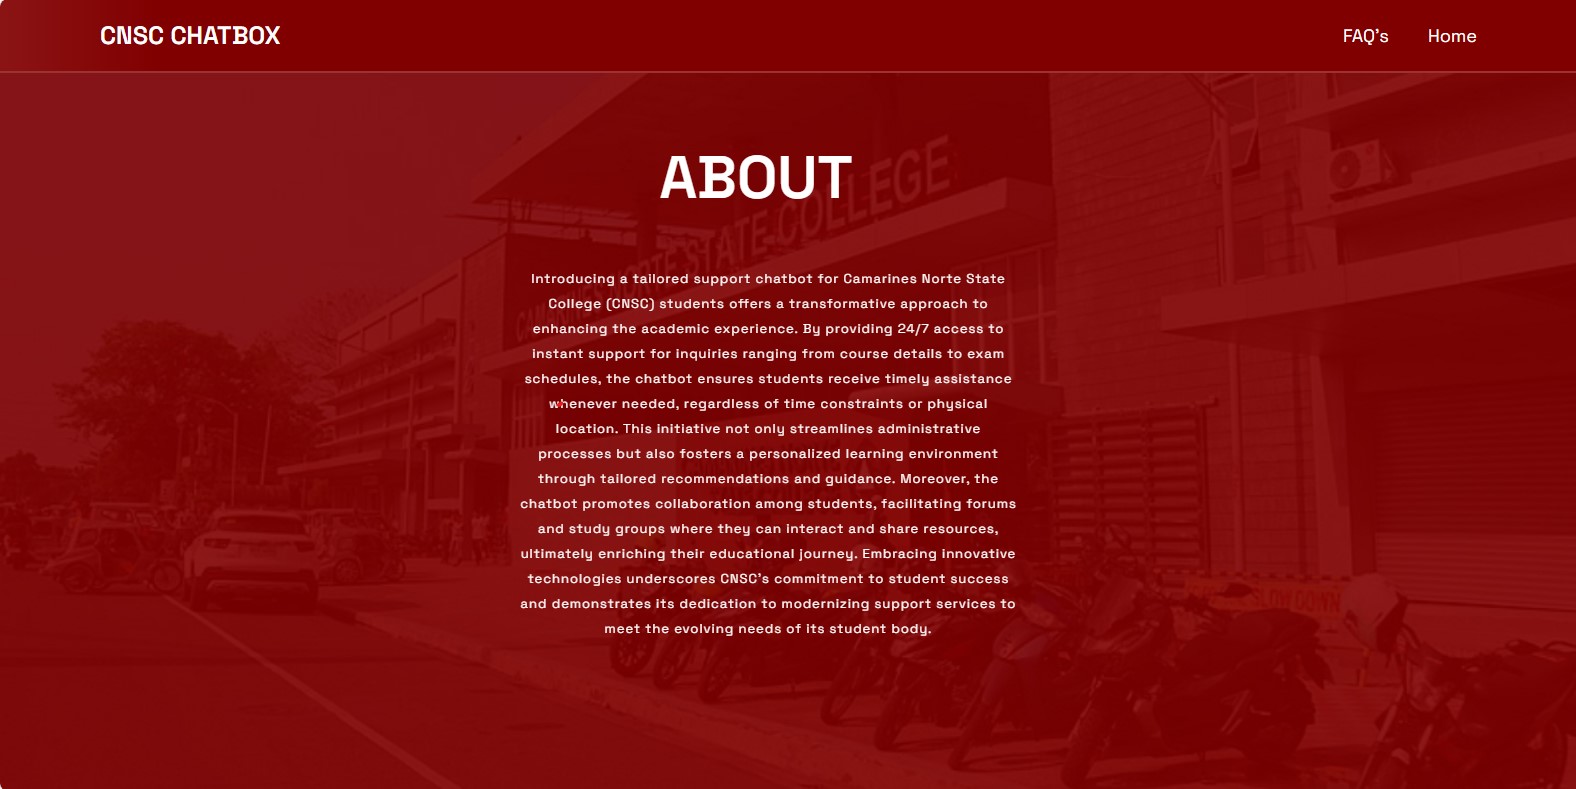 CNSC CHATBOX
FAQ's Home
ABOUT
CAMARINES NORTE STATE COLLEGE
Introducing a tailored support chatbot for Camarines Norte State
College (CNSC) students offers a transformative approach to
enhancing the academic experience. By providing 24/7 access to
instant support for inquiries ranging from course details to exam
schedules, the chatbot ensures students receive timely assistance
whenever needed, regardless of time constraints or physical
location. This initiative not only streamlines administrative
processes but also fosters a personalized learning environment
through tailored recommendations and guidance. Moreover, the
chatbot promotes collaboration among students, facilitating forums
and study groups where they can interact and share resources,
ultimately enriching their educational journey. Embracing innovative
technologies underscores CNSC's commitment to student success
and demonstrates its dedication to modernizing support services to
meet the evolving needs of its student body.
SLOW DOWN